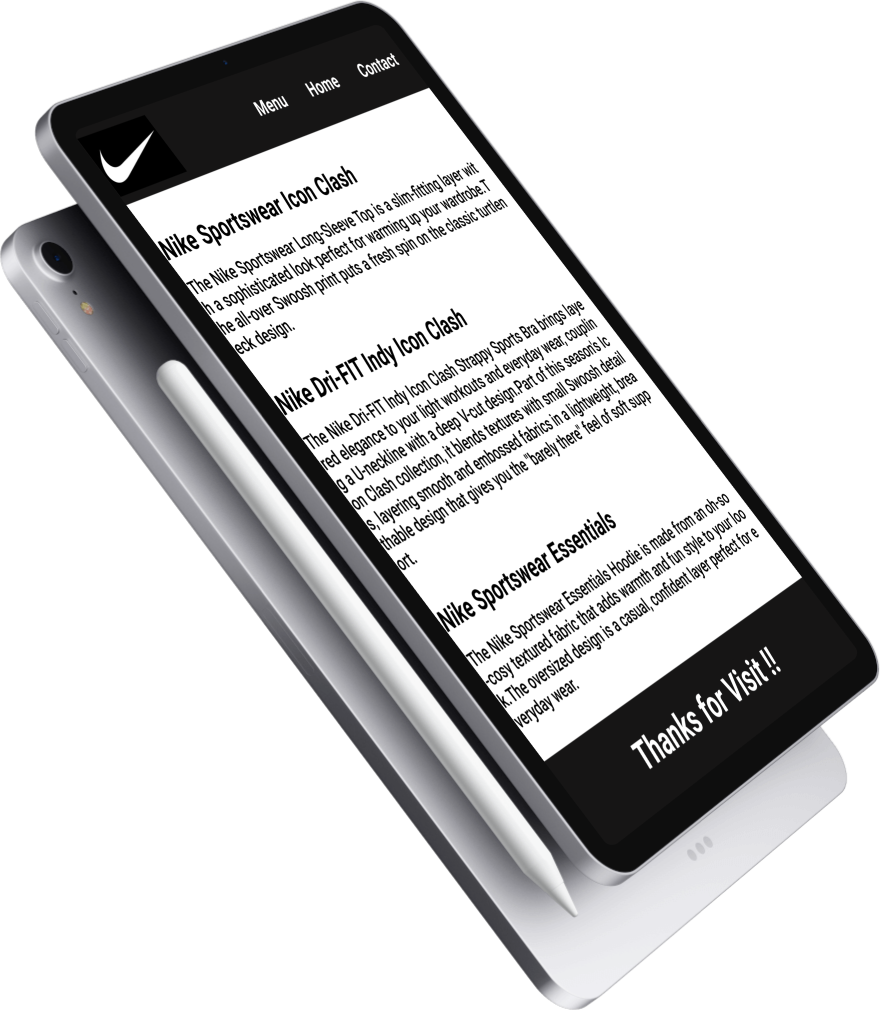 Menu Home Contact
Nike Sportswear Icon Clash
The Nike Sportswear Long-Sleeve Top is a slim-fitting layer wit
h a sophisticated look perfect for warming up your wardrobe.T
he all-over Swoosh print puts a fresh spin on the classic turtlen
eck design.
Nike Dri-FIT Indy Icon Clash
The Nike Dri-FIT Indy Icon Clash Strappy Sports Bra brings laye
red elegance to your light workouts and everyday wear, couplin
g a U-neckline with a deep V-cut design.Part of this season's Ic
on Clash collection, it blends textures with small Swoosh detail
s, layering smooth and embossed fabrics in a lightweight, brea
thable design that gives you the "barely there" feel of soft supp
ort.
Nike Sportswear Essentials
The Nike Sportswear Essentials Hoodie is made from an oh-so
-cosy textured fabric that adds warmth and fun style to your loo
k.The oversized design is a casual, confident layer perfect for e
veryday wear.
Thanks for Visit !!